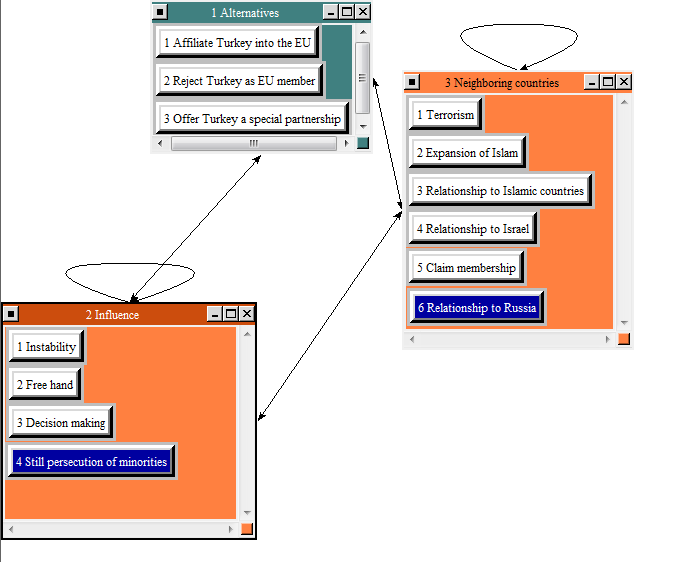 1 Alternatives
1 Affiliate Turkey into the EU
2 Reject Turkey as EU member
3 Offer Turkey a special partnership
3 Neighboring countries
1 Terrorism
2 Expansion of Islam
3 Relationship to Islamic countries
4 Relationship to Israel
5 Claim membership
6 Relationship to Russia
2 Influence
1 Instability
2 Free hand
3 Decision making
4 Still persecution of minorities